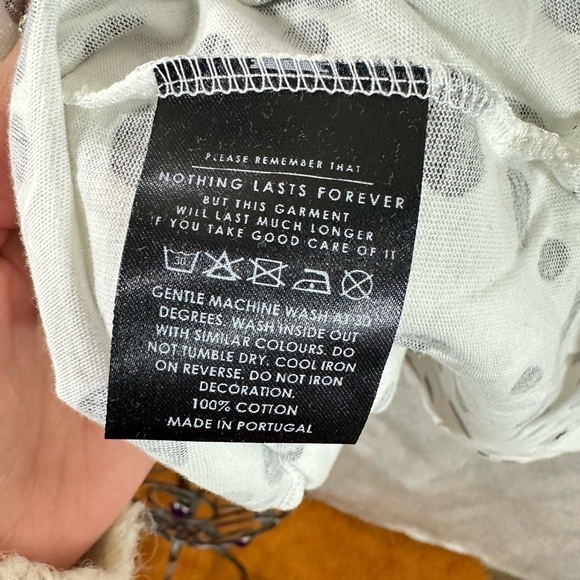 PLEASE REMEMBER THAT
NOTHING LASTS FOREVER
BUT THIS GARMENT
WILL LAST MUCH LONGER
IF YOU TAKE GOOD CARE OF IT
30
GENTLE MACHINE WASH AT 30
DEGREES. WASH INSIDE OUT
WITH SIMILAR COLOURS. DO
NOT TUMBLE DRY. COOL IRON
ON REVERSE. DO NOT IRON
DECORATION.
100% COTTON
MADE IN PORTUGAL